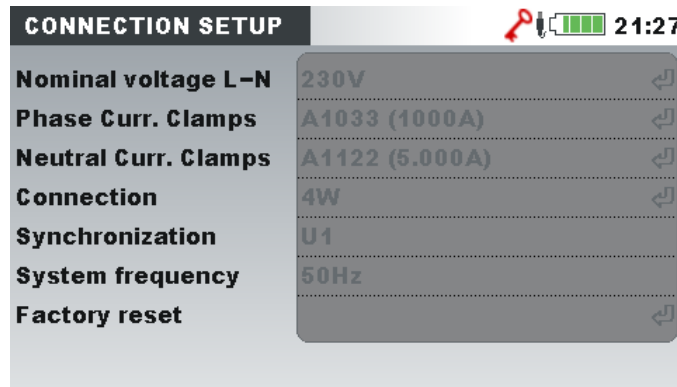 CONNECTION SETUP 21:27
Nominal voltage L-N 230V
Phase Curr. Clamps A1033 (1000A)
Neutral Curr. Clamps A1122 (5.000A)
Connection 4W
Synchronization U1
System frequency 50Hz
Factory reset